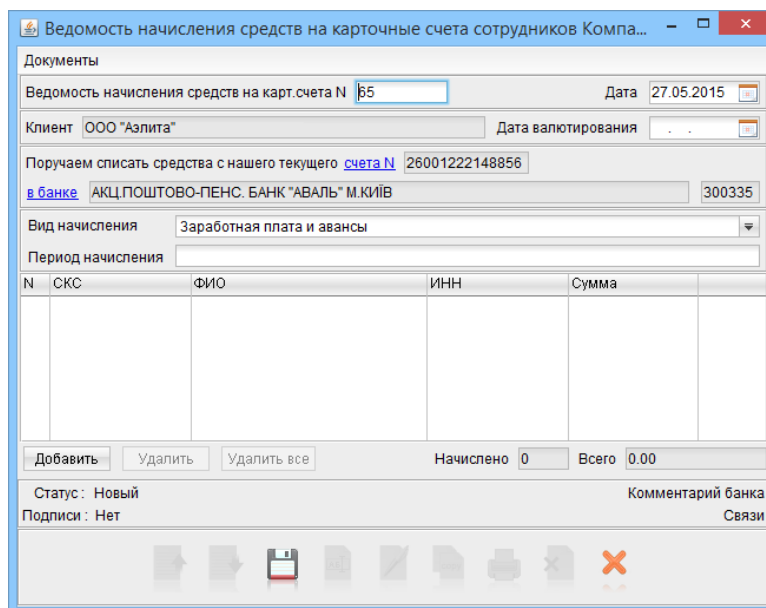 Ведомость начисления средств на карточные счета сотрудников Компа...
Документы
Ведомость начисления средств на карт.счета N 65 Дата 27.05.2015
Клиент ООО "Аэлита" Дата валютирования . .
Поручаем списать средства с нашего текущего счета N 26001222148856
в банке АКЦ.ПОШТОВО-ПЕНС. БАНК "АВАЛЬ" М.КИЇВ 300335
Вид начисления Заработная плата и авансы
Период начисления
N СКС ФИО ИНН Сумма
Добавить Удалить Удалить все Начислено 0 Всего 0.00
Статус : Новый Комментарий банка
Подписи : Нет Связи